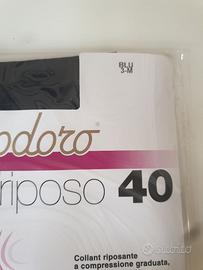 BLU
3-M
odoro
riposo 40
Collant riposante
a compressione graduata,